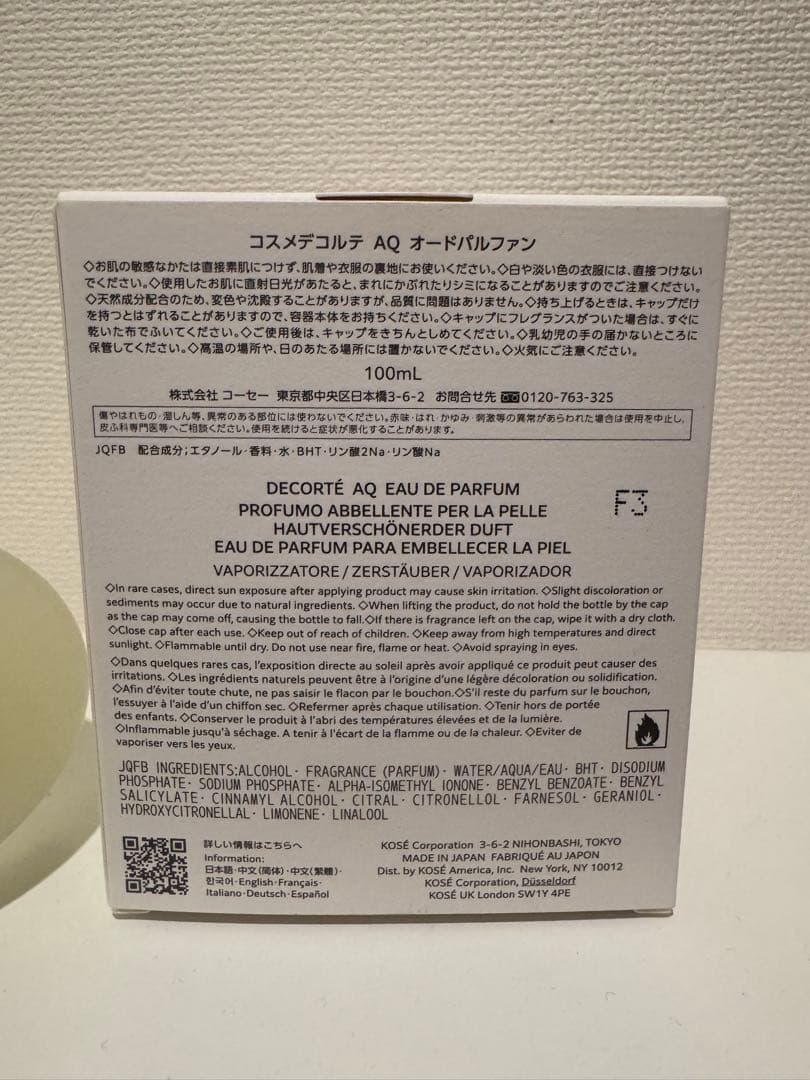 コスメデコルテ AQ オードパルファン
◇お肌の敏感なかたは直接素肌につけず、肌着や衣服の裏地にお使いください。◇白や淡い色の衣服には、直接つけない
でください。◇使用したお肌に直射日光があたると、まれにかぶれたりシミになることがありますのでご注意ください。
◇天然成分配合のため、変色や沈殿することがありますが、品質に問題はありません。◇持ち上げるときは、キャップだけ
を持つとはずれることがありますので、容器本体をお持ちください。◇キャップにフレグランスがついた場合は、すぐに
乾いた布でふいてください。◇ご使用後は、キャップをきちんとしめてください。◇乳幼児の手の届かないところに
保管してください。◇高温の場所や、日のあたる場所には置かないでください。◇火気にご注意ください。
100mL
株式会社 コーセー 東京都中央区日本橋3-6-2 お問合せ先 0120-763-325
傷やはれもの・湿しん等、異常のある部位には使わないでください。赤味・はれ・かゆみ・刺激等の異常があらわれた場合は使用を中止し、
皮ふ科専門医等へご相談ください。使用を続けると症状が悪化することがあります。
JQFB 配合成分;エタノール・香料・水・BHT・リン酸2Na・リン酸Na
DECORTÉ AQ EAU DE PARFUM
F3
PROFUMO ABBELLENTE PER LA PELLE
HAUTVERSCHÖNERDER DUFT
EAU DE PARFUM PARA EMBELLECER LA PIEL
VAPORIZZATORE / ZERSTÄUBER / VAPORIZADOR
◇In rare cases, direct sun exposure after applying product may cause skin irritation. ◇Slight discoloration or
sediments may occur due to natural ingredients. ◇When lifting the product, do not hold the bottle by the cap
as the cap may come off, causing the bottle to fall.◇If there is fragrance left on the cap, wipe it with a dry cloth.
◇Close cap after each use. ◇Keep out of reach of children. ◇Keep away from high temperatures and direct
sunlight. ◇Flammable until dry. Do not use near fire, flame or heat. ◇Avoid spraying in eyes.
◇Dans quelques rares cas, l'exposition directe au soleil après avoir appliqué ce produit peut causer des
irritations. ◇Les ingrédients naturels peuvent être à l'origine d'une légère décoloration ou solidification.
◇Afin d'éviter toute chute, ne pas saisir le flacon par le bouchon.◇S'il reste du parfum sur le bouchon,
l'essuyer à l'aide d'un chiffon sec. ◇Refermer après chaque utilisation. ◇Tenir hors de portée
des enfants. ◇Conserver le produit à l'abri des températures élevées et de la lumière.
◇Inflammable jusqu'à séchage. A tenir à l'écart de la flamme ou de la chaleur. ◇Eviter de
vaporiser vers les yeux.
JQFB INGREDIENTS:ALCOHOL· FRAGRANCE (PARFUM)· WATER/AQUA/EAU· BHT· DISODIUM
PHOSPHATE· SODIUM PHOSPHATE· ALPHA-ISOMETHYL IONONE· BENZYL BENZOATE· BENZYL
SALICYLATE· CINNAMYL ALCOHOL· CITRAL· CITRONELLOL· FARNESOL· GERANIOL·
HYDROXYCITRONELLAL· LIMONENE· LINALOOL
詳しい情報はこちらへ
Information:
日本語・中文(简体)・中文(繁體)・
한국어・English・Français・
Italiano・Deutsch・Español
KOSÉ Corporation 3-6-2 NIHONBASHI, TOKYO
MADE IN JAPAN FABRIQUÉ AU JAPON
Dist. by KOSÉ America, Inc. New York, NY 10012
KOSÉ Corporation, Düsseldorf
KOSÉ UK London SW1Y 4PE